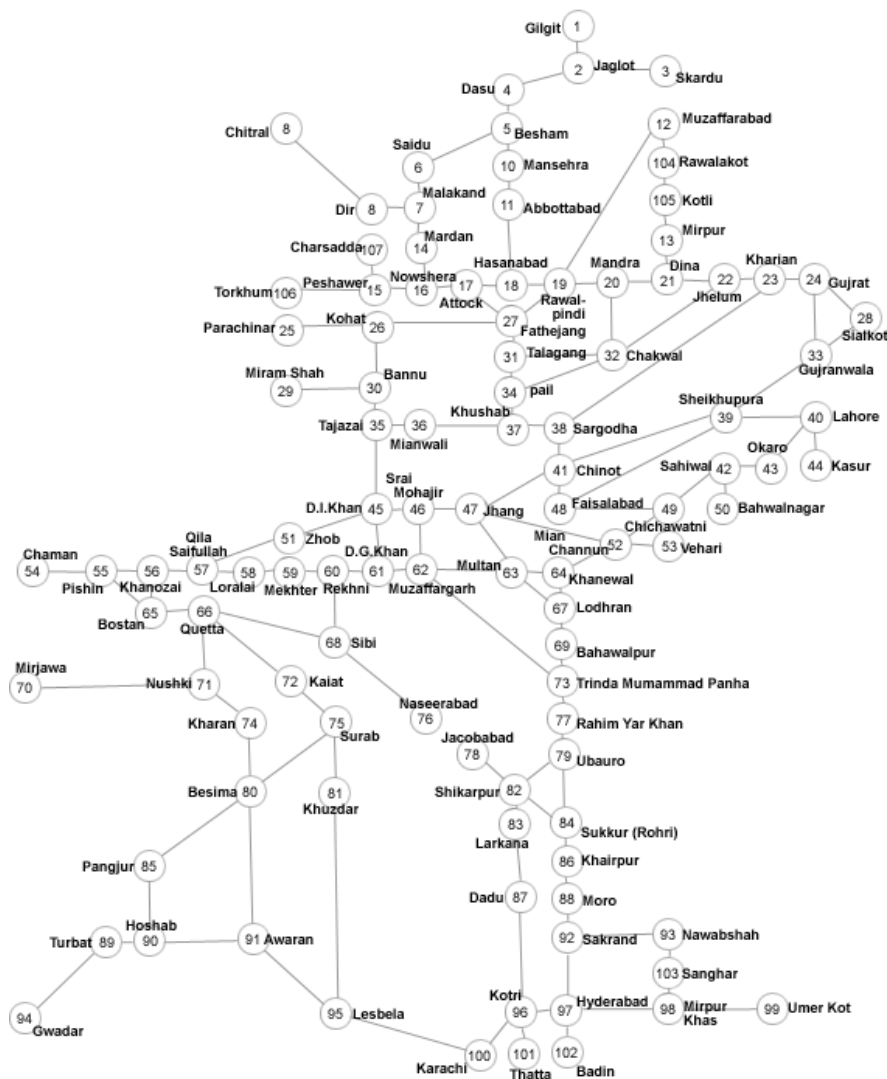 Gilgit 1
2 Jaglot 3
Skardu
Dasu 4
Chitral 8
5 Besham
12 Muzaffarabad
Saidu
6
10 Mansehra
104 Rawalakot
Malakand
Dir 8 7
11 Abbottabad
105 Kotli
Mardan
14
Charsadda 107
13 Mirpur
Hasanabad
Mandra
Kharian
Torkhum 106
Peshawer 15
Nowshera 16
17 18 19 20 21
Dina
22 23 24
Gujrat
Attock
Rawal-
pindi
Jhelum
Parachinar 25
Kohat
26
27
Fathejang
28
Sialkot
31 Talagang
32 Chakwal
33
Gujranwala
Miram Shah
29
30
Bannu
34 pail
Tajazai 35 36
Mianwali
Khushab
37
38 Sargodha
Sheikhupura
39
40 Lahore
41 Chinot
Okaro
Sahiwal 42 43
44 Kasur
Srai
Mohajir
D.I.Khan 45 46 47
Jhang
48 Faisalabad
49
50 Bahwalnagar
Chichawatni
Qila
Saifullah
51
Zhob
Mian
Channun
52 53 Vehari
Chaman
54 55 56 57 58 59 60 61 62
D.G.Khan
Multan 63 64
Khanewal
Pishin
Khanozai
Loralai
Mekhter
Rekhni
Muzaffargarh
Bostan 65 66
Quetta
67 Lodhran
68 Sibi
69 Bahawalpur
Mirjawa
70
Nushki 71
72 Kaiat
73 Trinda Mumammad Panha
Naseerabad
76
Kharan 74
75
Surab
77 Rahim Yar Khan
Jacobabad
78
79
Ubauro
Besima 80
81
Khuzdar
Shikarpur 82
83
Larkana
84
Sukkur (Rohri)
Pangjur
85
86 Khairpur
Dadu 87
88 Moro
Hoshab
Turbat 89 90
91 Awaran
92
Sakrand
93 Nawabshah
103 Sanghar
94
Gwadar
95 Lesbela
Kotri
96
97
Hyderabad
98 Mirpur
Khas
99 Umer Kot
Karachi 100
101
Thatta
102
Badin